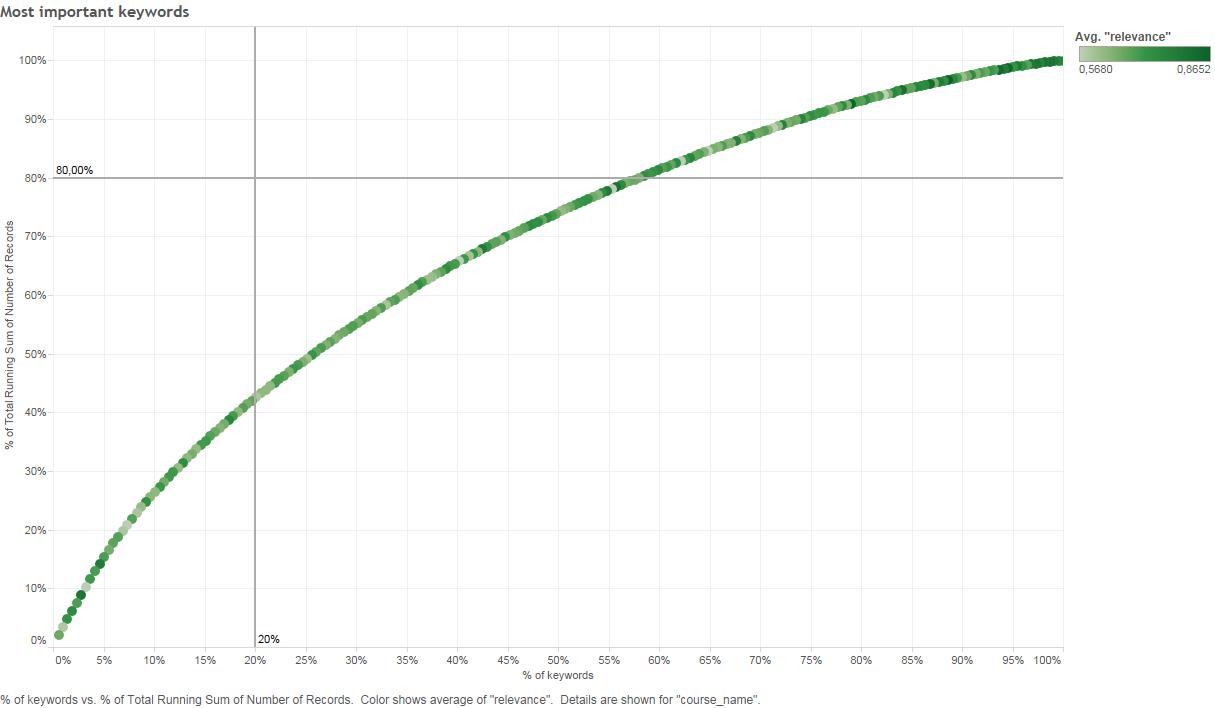 Most important keywords
Avg. "relevance"
0,5680 0,8652
% of Total Running Sum of Number of Records
100%
90%
80%
70%
60%
50%
40%
30%
20%
10%
0%
80,00%
20%
0% 5% 10% 15% 20% 25% 30% 35% 40% 45% 50% 55% 60% 65% 70% 75% 80% 85% 90% 95% 100%
% of keywords
% of keywords vs. % of Total Running Sum of Number of Records.  Color shows average of "relevance".  Details are shown for "course_name".